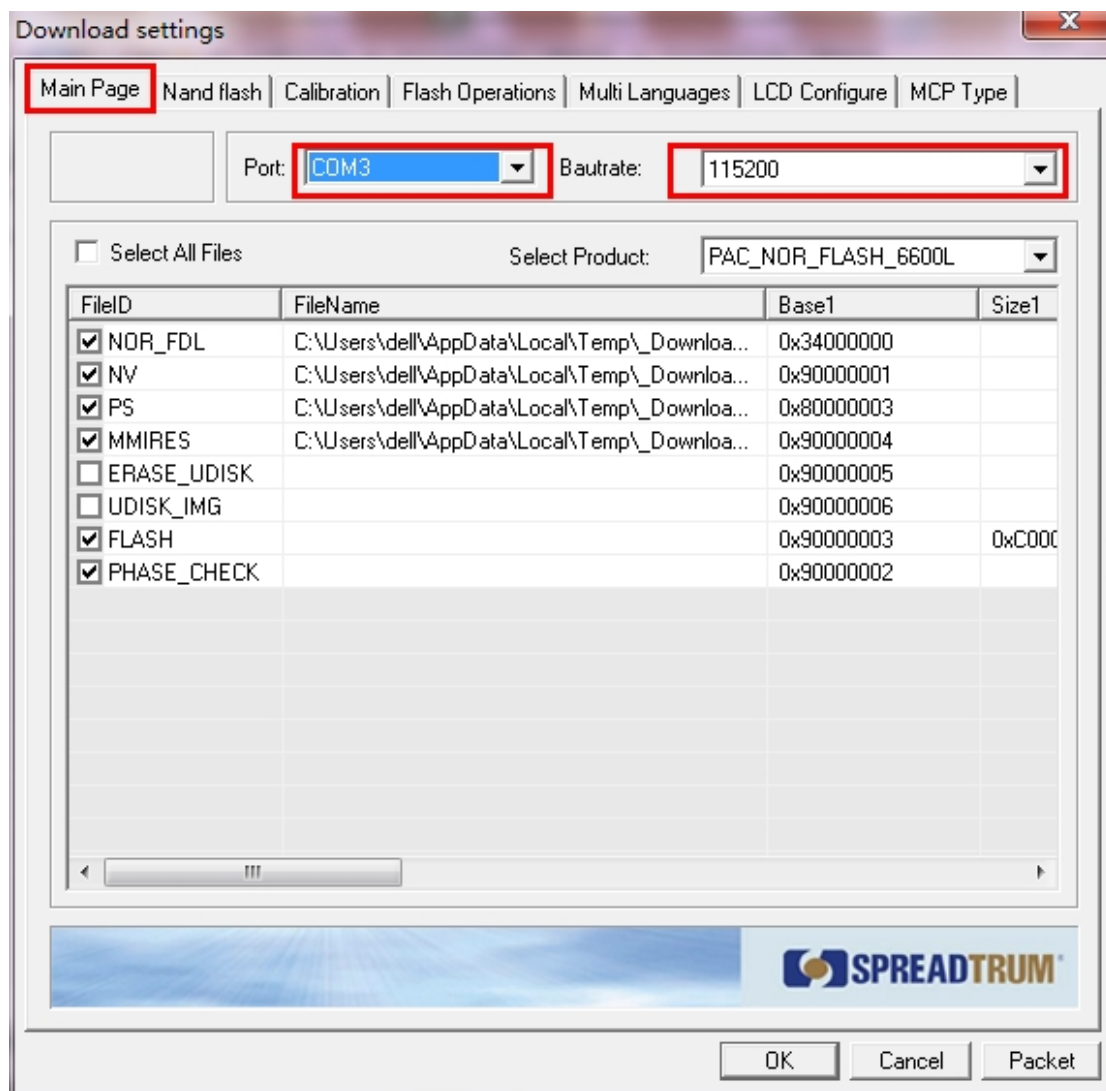 Download settings
Main Page Nand flash Calibration Flash Operations Multi Languages LCD Configure MCP Type
Port: COM3 Bautrate: 115200
Select All Files Select Product: PAC_NOR_FLASH_6600L
FileID FileName Base1 Size1
NOR_FDL C:\Users\dell\AppData\Local\Temp\_Downloa... 0x34000000
NV C:\Users\dell\AppData\Local\Temp\_Downloa... 0x90000001
PS C:\Users\dell\AppData\Local\Temp\_Downloa... 0x80000003
MMIRES C:\Users\dell\AppData\Local\Temp\_Downloa... 0x90000004
ERASE_UDISK 0x90000005
UDISK_IMG 0x90000006
FLASH 0x90000003 0xC000
PHASE_CHECK 0x90000002
SPREADTRUM
OK Cancel Packet